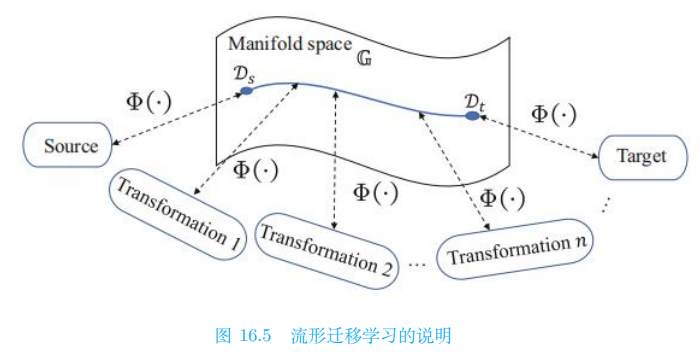 Manifold space 𝔾
𝒟ₛ
Φ(·)
𝒟ₜ
Φ(·)
Source
Target
Φ(·)
Φ(·)
Φ(·)
Transformation 1
Transformation 2
...
Transformation n
...
图 16.5 流形迁移学习的说明